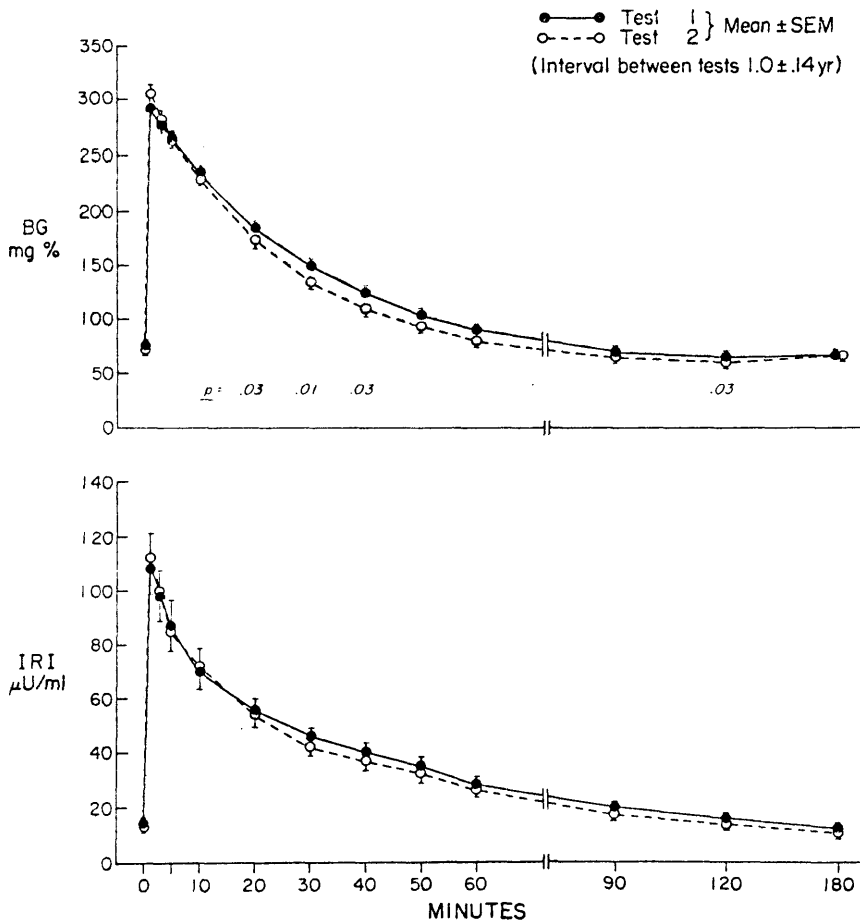 Test 1
Test 2 } Mean ± SEM
(Interval between tests 1.0 ± .14 yr)
350
300
250
200
150
100
50
0
BG
mg %
p = .03 .01 .03 .03
140
120
100
80
60
40
20
0
IRI
μU/ml
0 10 20 30 40 50 60 90 120 180
MINUTES